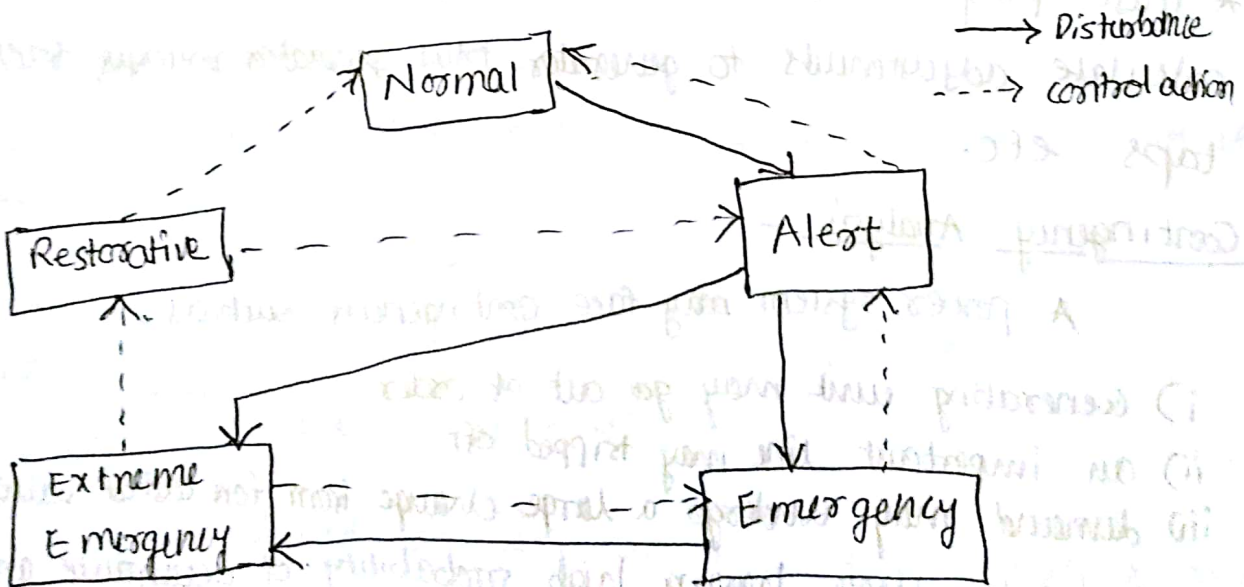 Disturbance
control action
Normal
Alert
Restorative
Extreme
Emergency
Emergency